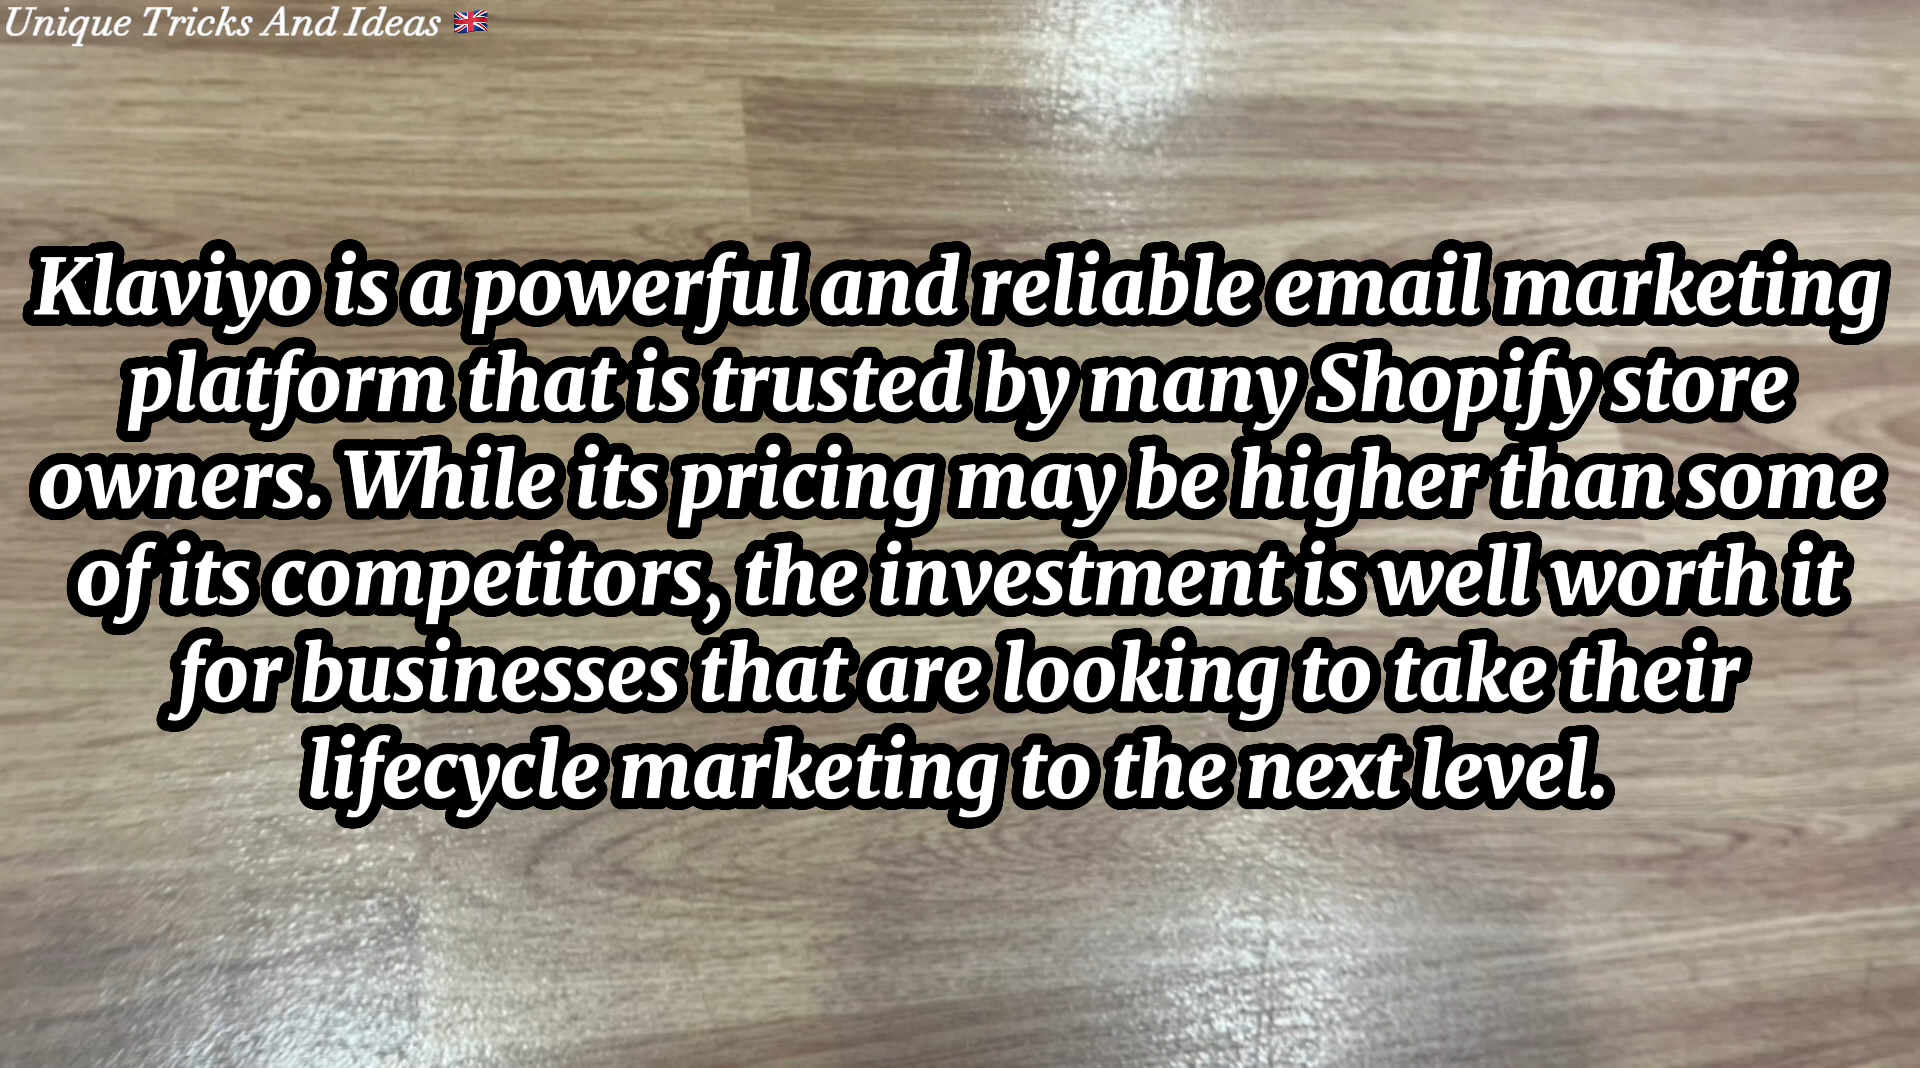 Unique Tricks And Ideas 🇬🇧
Klaviyo is a powerful and reliable email marketing
platform that is trusted by many Shopify store
owners. While its pricing may be higher than some
of its competitors, the investment is well worth it
for businesses that are looking to take their
lifecycle marketing to the next level.